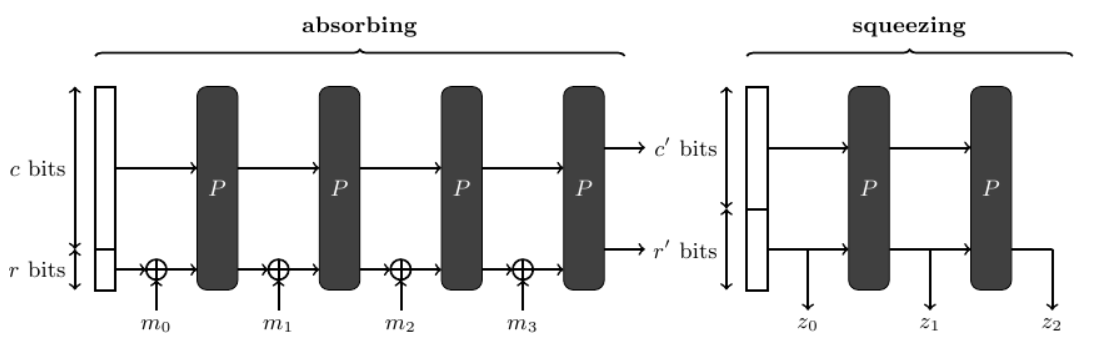 absorbing
squeezing
c bits
r bits
P
P
P
P
m₀
m₁
m₂
m₃
c′ bits
r′ bits
P
P
z₀
z₁
z₂